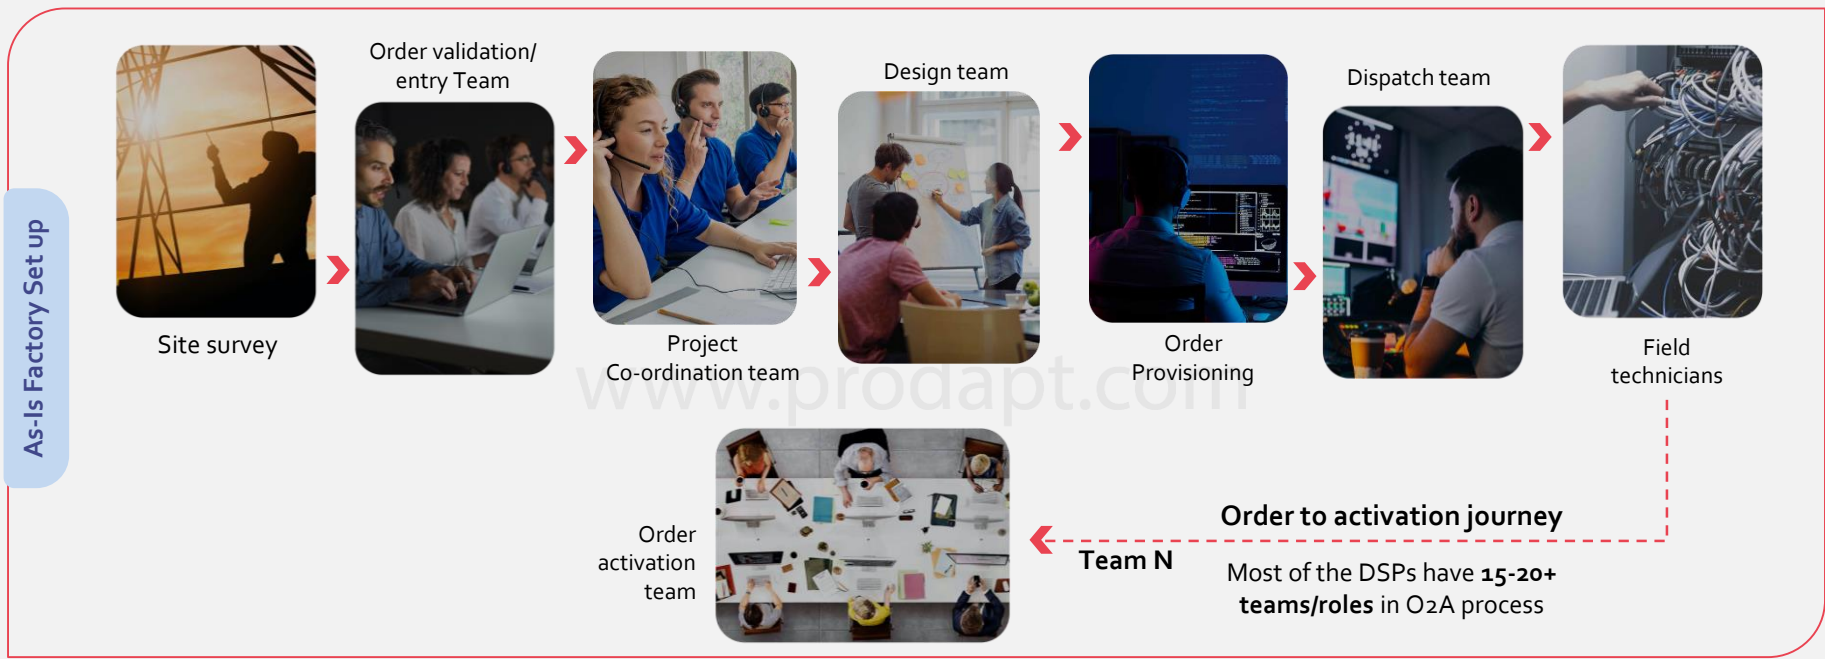 As-Is Factory Set up
Site survey
Order validation/
entry Team
Project
Co-ordination team
Design team
Order
Provisioning
Dispatch team
Field
technicians
www.prodapt.com
Order to activation journey
Team N
Most of the DSPs have 15-20+
teams/roles in O2A process
Order
activation
team